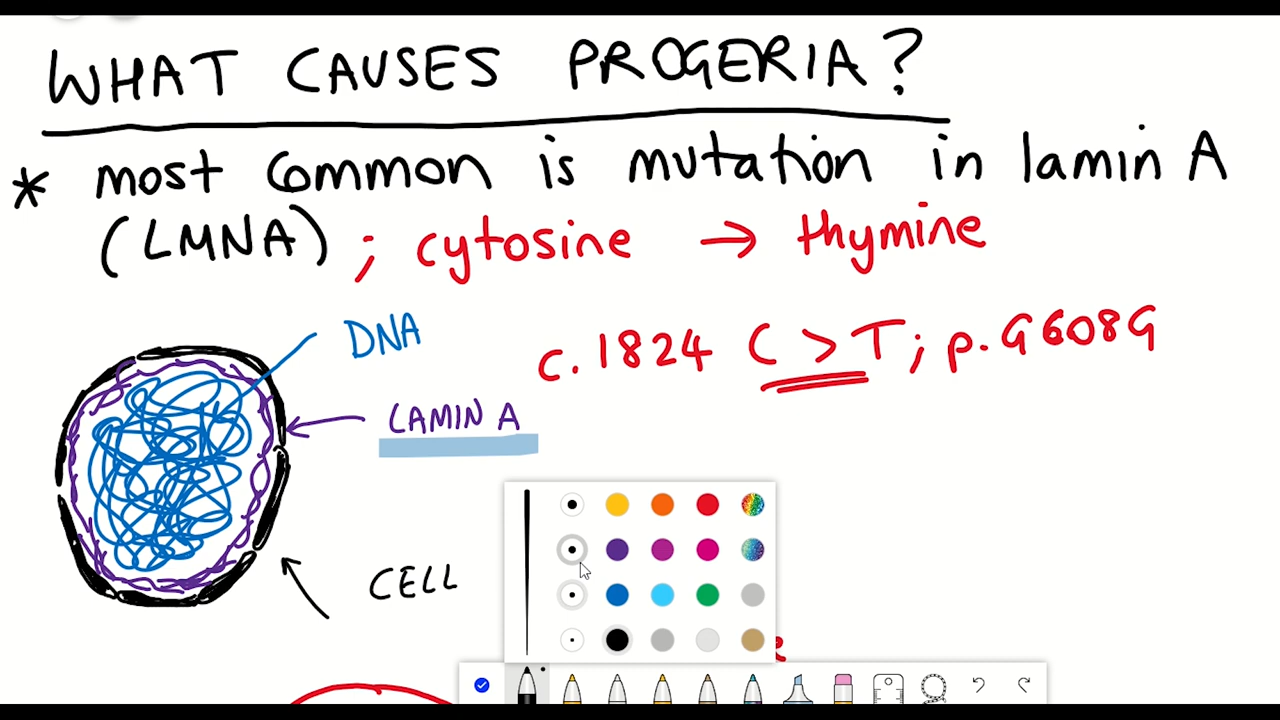 WHAT CAUSES PROGERIA?
* most common is mutation in lamin A
(LMNA); cytosine → thymine
DNA
c.1824 C > T; p. G608G
LAMIN A
CELL